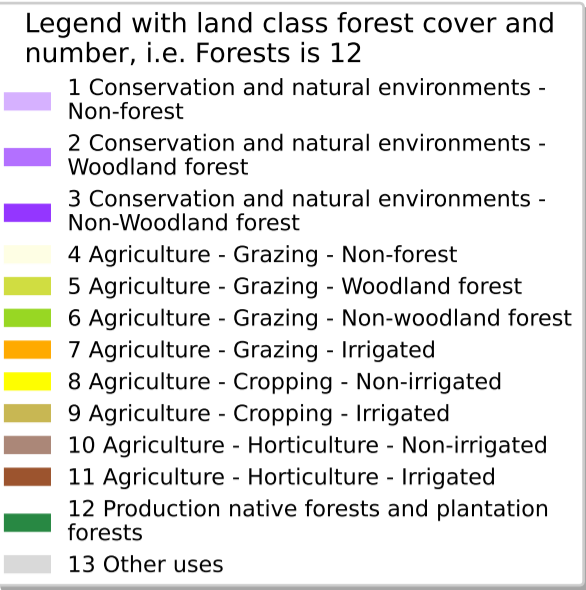 Legend with land class forest cover and
number, i.e. Forests is 12
1 Conservation and natural environments -
Non-forest
2 Conservation and natural environments -
Woodland forest
3 Conservation and natural environments -
Non-Woodland forest
4 Agriculture - Grazing - Non-forest
5 Agriculture - Grazing - Woodland forest
6 Agriculture - Grazing - Non-woodland forest
7 Agriculture - Grazing - Irrigated
8 Agriculture - Cropping - Non-irrigated
9 Agriculture - Cropping - Irrigated
10 Agriculture - Horticulture - Non-irrigated
11 Agriculture - Horticulture - Irrigated
12 Production native forests and plantation
forests
13 Other uses